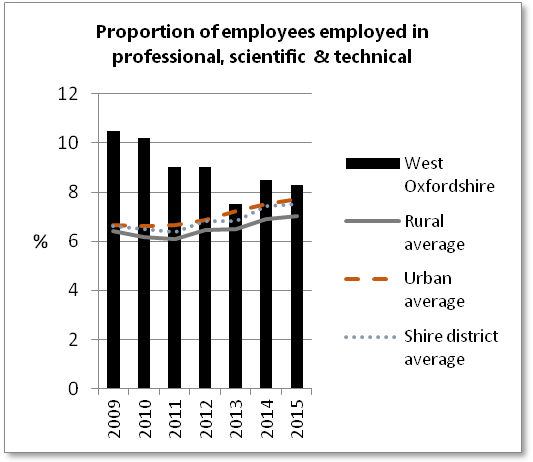 Proportion of employees employed in
professional, scientific & technical
12
10
8
6
4
2
0
%
2009
2010
2011
2012
2013
2014
2015
West
Oxfordshire
Rural
average
Urban
average
Shire district
average